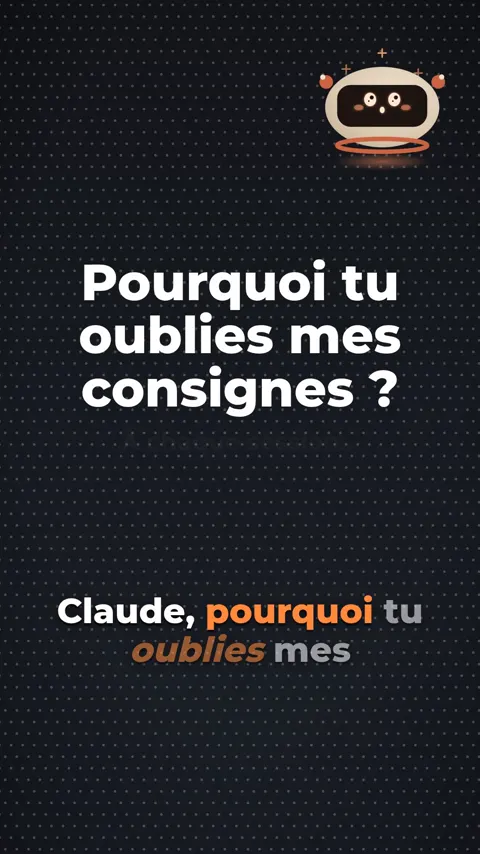 Pourquoi tu
oublies mes
consignes ?
Claude, pourquoi tu
oublies mes